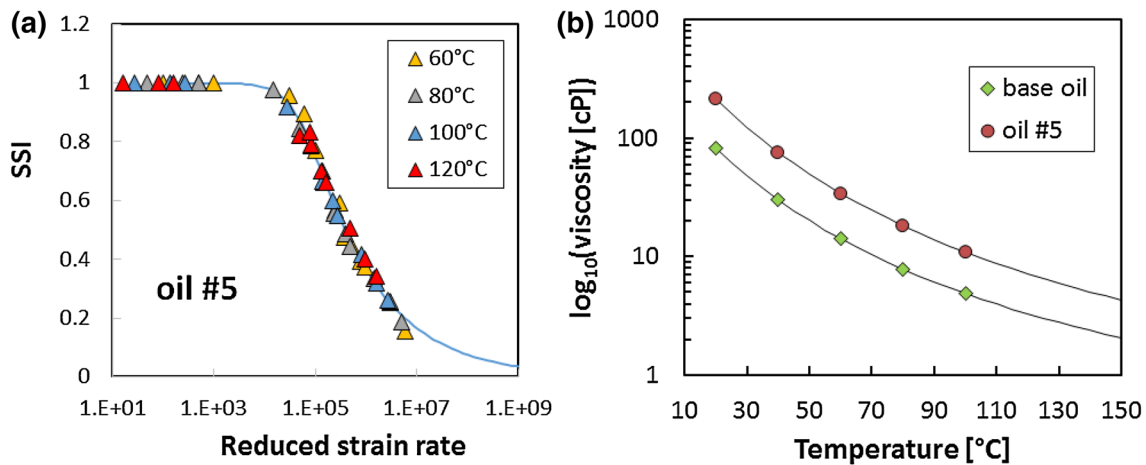 (a)
SSI
1.2
1
0.8
0.6
0.4
0.2
0
60°C
80°C
100°C
120°C
oil #5
1.E+01 1.E+03 1.E+05 1.E+07 1.E+09
Reduced strain rate
(b)
log₁₀(viscosity [cP])
1000
100
10
1
base oil
oil #5
10 30 50 70 90 110 130 150
Temperature [°C]